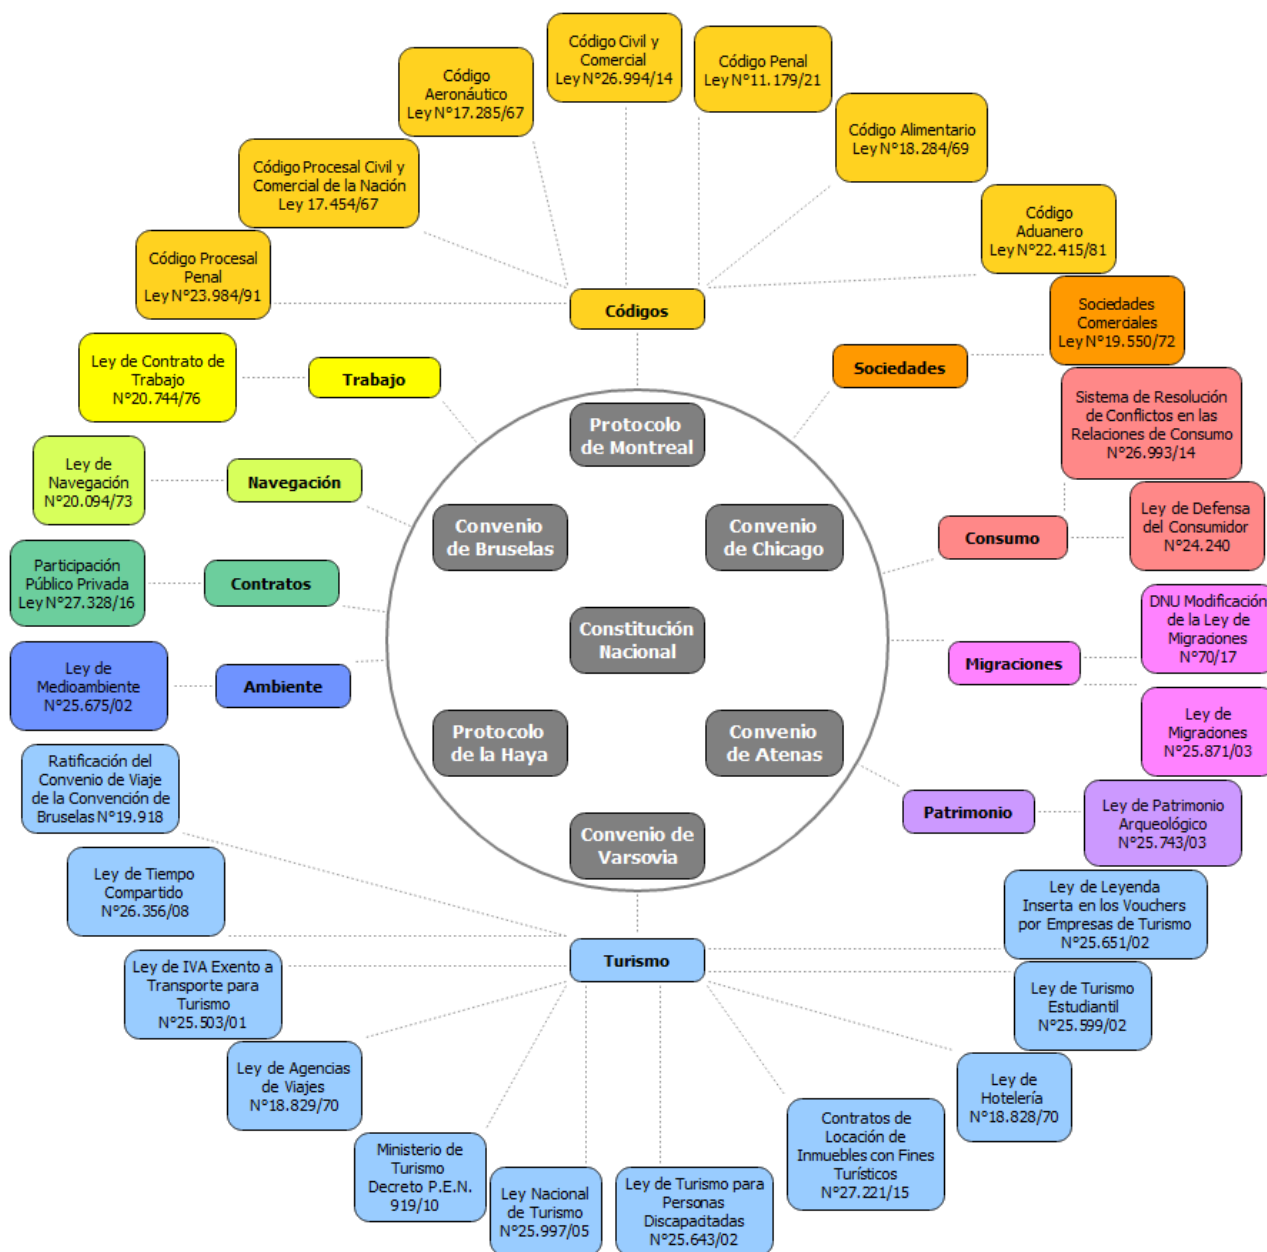 Código Civil y
Comercial
Ley N°26.994/14
Código Penal
Ley N°11.179/21
Código
Aeronáutico
Ley N°17.285/67
Código Alimentario
Ley N°18.284/69
Código Procesal Civil y
Comercial de la Nación
Ley 17.454/67
Código
Aduanero
Ley N°22.415/81
Código Procesal
Penal
Ley N°23.984/91
Códigos
Sociedades
Comerciales
Ley N°19.550/72
Sociedades
Ley de Contrato de
Trabajo
N°20.744/76
Trabajo
Sistema de Resolución
de Conflictos en las
Relaciones de Consumo
N°26.993/14
Protocolo
de Montreal
Ley de
Navegación
N°20.094/73
Navegación
Convenio
de Bruselas
Convenio
de Chicago
Consumo
Ley de Defensa
del Consumidor
N°24.240
Participación
Público Privada
Ley N°27.328/16
Contratos
Constitución
Nacional
DNU Modificación
de la Ley de
Migraciones
N°70/17
Migraciones
Ley de
Medioambiente
N°25.675/02
Ambiente
Ley de
Migraciones
N°25.871/03
Protocolo
de la Haya
Convenio
de Atenas
Ratificación del
Convenio de Viaje
de la Convención de
Bruselas N°19.918
Patrimonio
Ley de Patrimonio
Arqueológico
N°25.743/03
Convenio de
Varsovia
Ley de Tiempo
Compartido
N°26.356/08
Ley de Leyenda
Inserta en los Vouchers
por Empresas de Turismo
N°25.651/02
Turismo
Ley de IVA Exento a
Transporte para
Turismo
N°25.503/01
Ley de Turismo
Estudiantil
N°25.599/02
Ley de Agencias
de Viajes
N°18.829/70
Ley de
Hotelería
N°18.828/70
Contratos de
Locación de
Inmuebles con Fines
Turísticos
N°27.221/15
Ministerio de
Turismo
Decreto P.E.N.
919/10
Ley Nacional
de Turismo
N°25.997/05
Ley de Turismo para
Personas
Discapacitadas
N°25.643/02